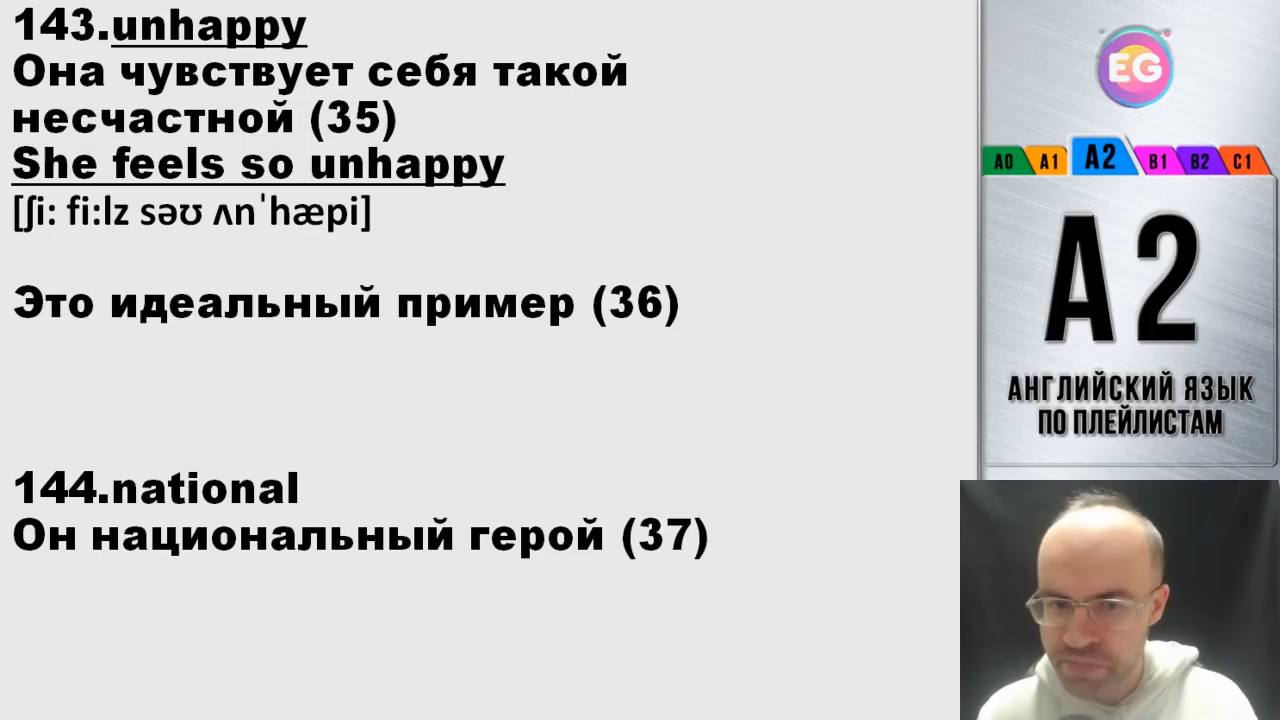 143.unhappy
Она чувствует себя такой
несчастной (35)
She feels so unhappy
[ʃi: fi:lz səʊ ʌnˈhæpi]
Это идеальный пример (36)
144.national
Он национальный герой (37)
EG
A0 A1 A2 B1 B2 C1
A2
АНГЛИЙСКИЙ ЯЗЫК
ПО ПЛЕЙЛИСТАМ